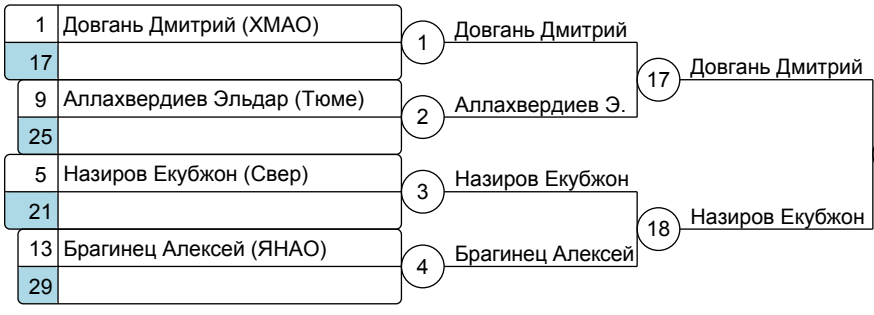 1 Довгань Дмитрий (ХМАО)
17
1
Довгань Дмитрий
9 Аллахвердиев Эльдар (Тюме)
25
2
Аллахвердиев Э.
17
Довгань Дмитрий
5 Назиров Екубжон (Свер)
21
3
Назиров Екубжон
13 Брагинец Алексей (ЯНАО)
29
4
Брагинец Алексей
18
Назиров Екубжон